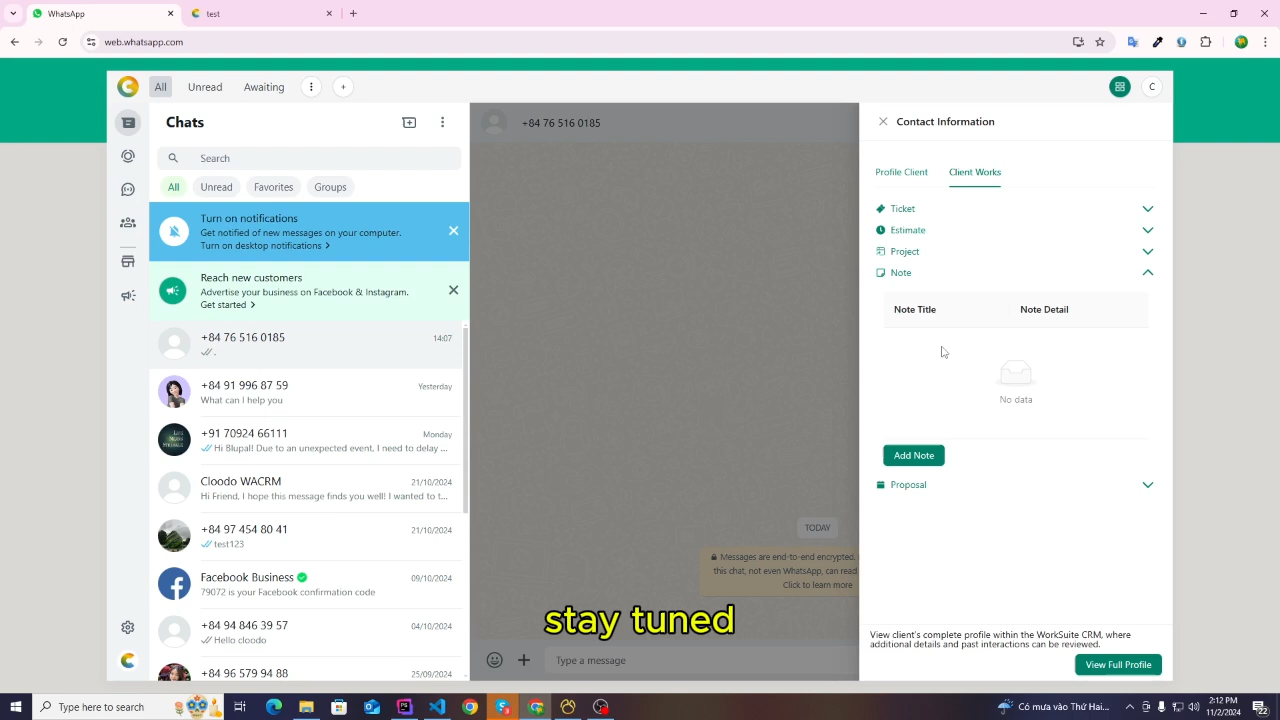 WhatsApp
test
web.whatsapp.com
All
Unread
Awaiting
C
Chats
Search
All
Unread
Favorites
Groups
Turn on notifications
Get notified of new messages on your computer.
Turn on desktop notifications >
Reach new customers
Advertise your business on Facebook & Instagram.
Get started >
+84 76 516 0185
14:07
.
+84 91 996 87 59
Yesterday
What can I help you
+91 70924 66111
Monday
Hi Blupal! Due to an unexpected event, I need to delay ...
Cloodo WACRM
21/10/2024
Hi Friend, I hope this message finds you well! I wanted to t...
+84 97 454 80 41
21/10/2024
test123
Facebook Business
09/10/2024
79072 is your Facebook confirmation code
+84 94 846 39 57
04/10/2024
Hello cloodo
+84 96 579 94 88
25/09/2024
+84 76 516 0185
TODAY
Messages are end-to-end encrypted.
this chat, not even WhatsApp, can read
Click to learn more
Type a message
stay tuned
Contact Information
Profile Client
Client Works
Ticket
Estimate
Project
Note
Note Title
Note Detail
No data
Add Note
Proposal
View client's complete profile within the WorkSuite CRM, where
additional details and past interactions can be reviewed.
View Full Profile
Type here to search
Có mưa vào Thứ Hai...
2:12 PM
11/2/2024